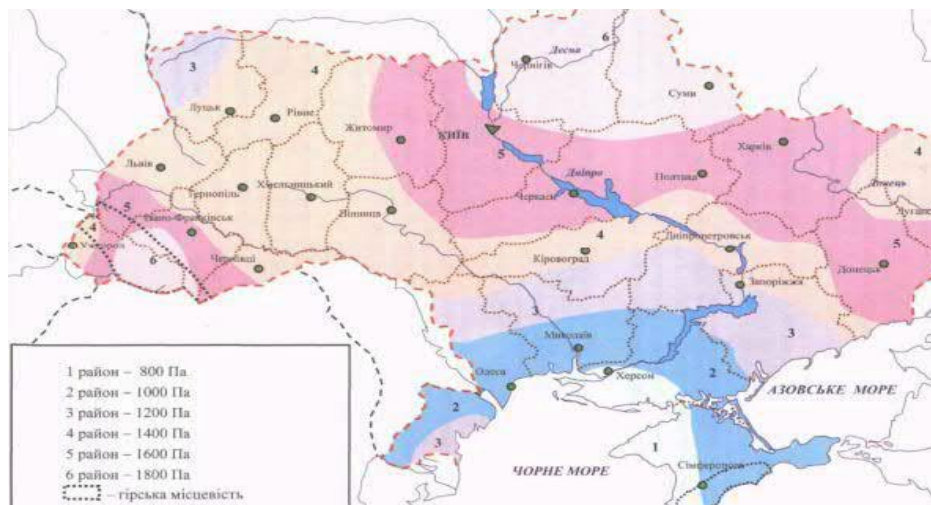 6
Десна
Чернігів
3
4
Суми
Луцьк
Рівне
Житомир
КИЇВ
Харків
4
5
Львів
Дніпро
Полтава
Донець
Тернопіль
Хмельницький
Черкаси
Луганськ
5
Івано-Франківськ
Вінниця
4
Ужгород
4
Дніпропетровськ
5
6
Чернівці
Кіровоград
Донецьк
Запоріжжя
3
3
Миколаїв
1 район – 800 Па
Одеса
Херсон
2
2 район – 1000 Па
АЗОВСЬКЕ МОРЕ
3 район – 1200 Па
2
4 район – 1400 Па
3
1
5 район – 1600 Па
ЧОРНЕ МОРЕ
6 район – 1800 Па
Сімферополь
– гірська місцевість